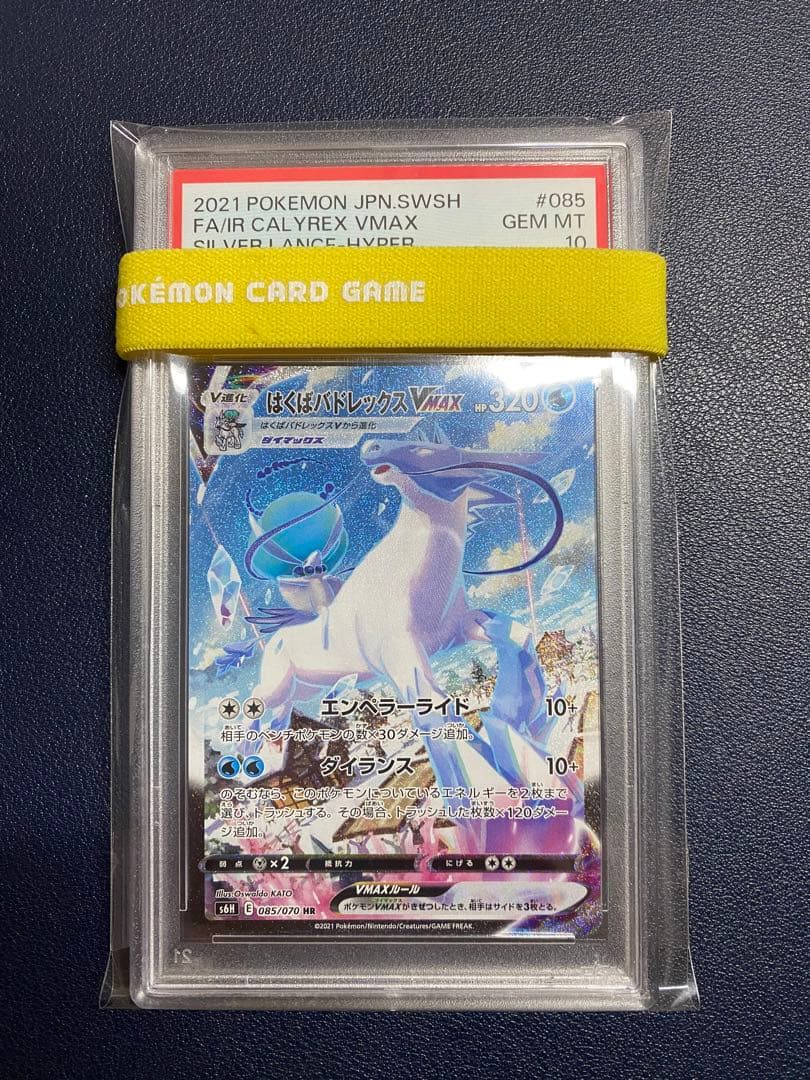 2021 POKEMON JPN.SWSH #085
FA/IR CALYREX VMAX GEM MT
SILVER LANCE-HYPER 10
POKÉMON CARD GAME
V進化 はくばバドレックスVMAX HP320
はくばバドレックスVから進化
ダイマックス
エンペラーライド 10+
相手のベンチポケモンの数×30ダメージ追加。
ダイランス 10+
のぞむなら、このポケモンについているエネルギーを2枚まで
選び、トラッシュする。その場合、トラッシュした枚数×120ダメー
ジ追加。
弱点 ×2 抵抗力 にげる
Illus. Oswaldo KATO
VMAXルール
s6H E 085/070 HR
ポケモンVMAXがきぜつしたとき、相手はサイドを3枚とる。
©2021 Pokémon/Nintendo/Creatures/GAME FREAK.